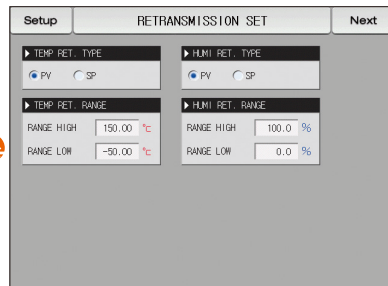 Setup RETRANSMISSION SET Next
TEMP RET. TYPE
PV SP
HUMI RET. TYPE
PV SP
TEMP RET. RANGE
RANGE HIGH 150.00 ℃
RANGE LOW -50.00 ℃
HUMI RET. RANGE
RANGE HIGH 100.0 %
RANGE LOW 0.0 %
e